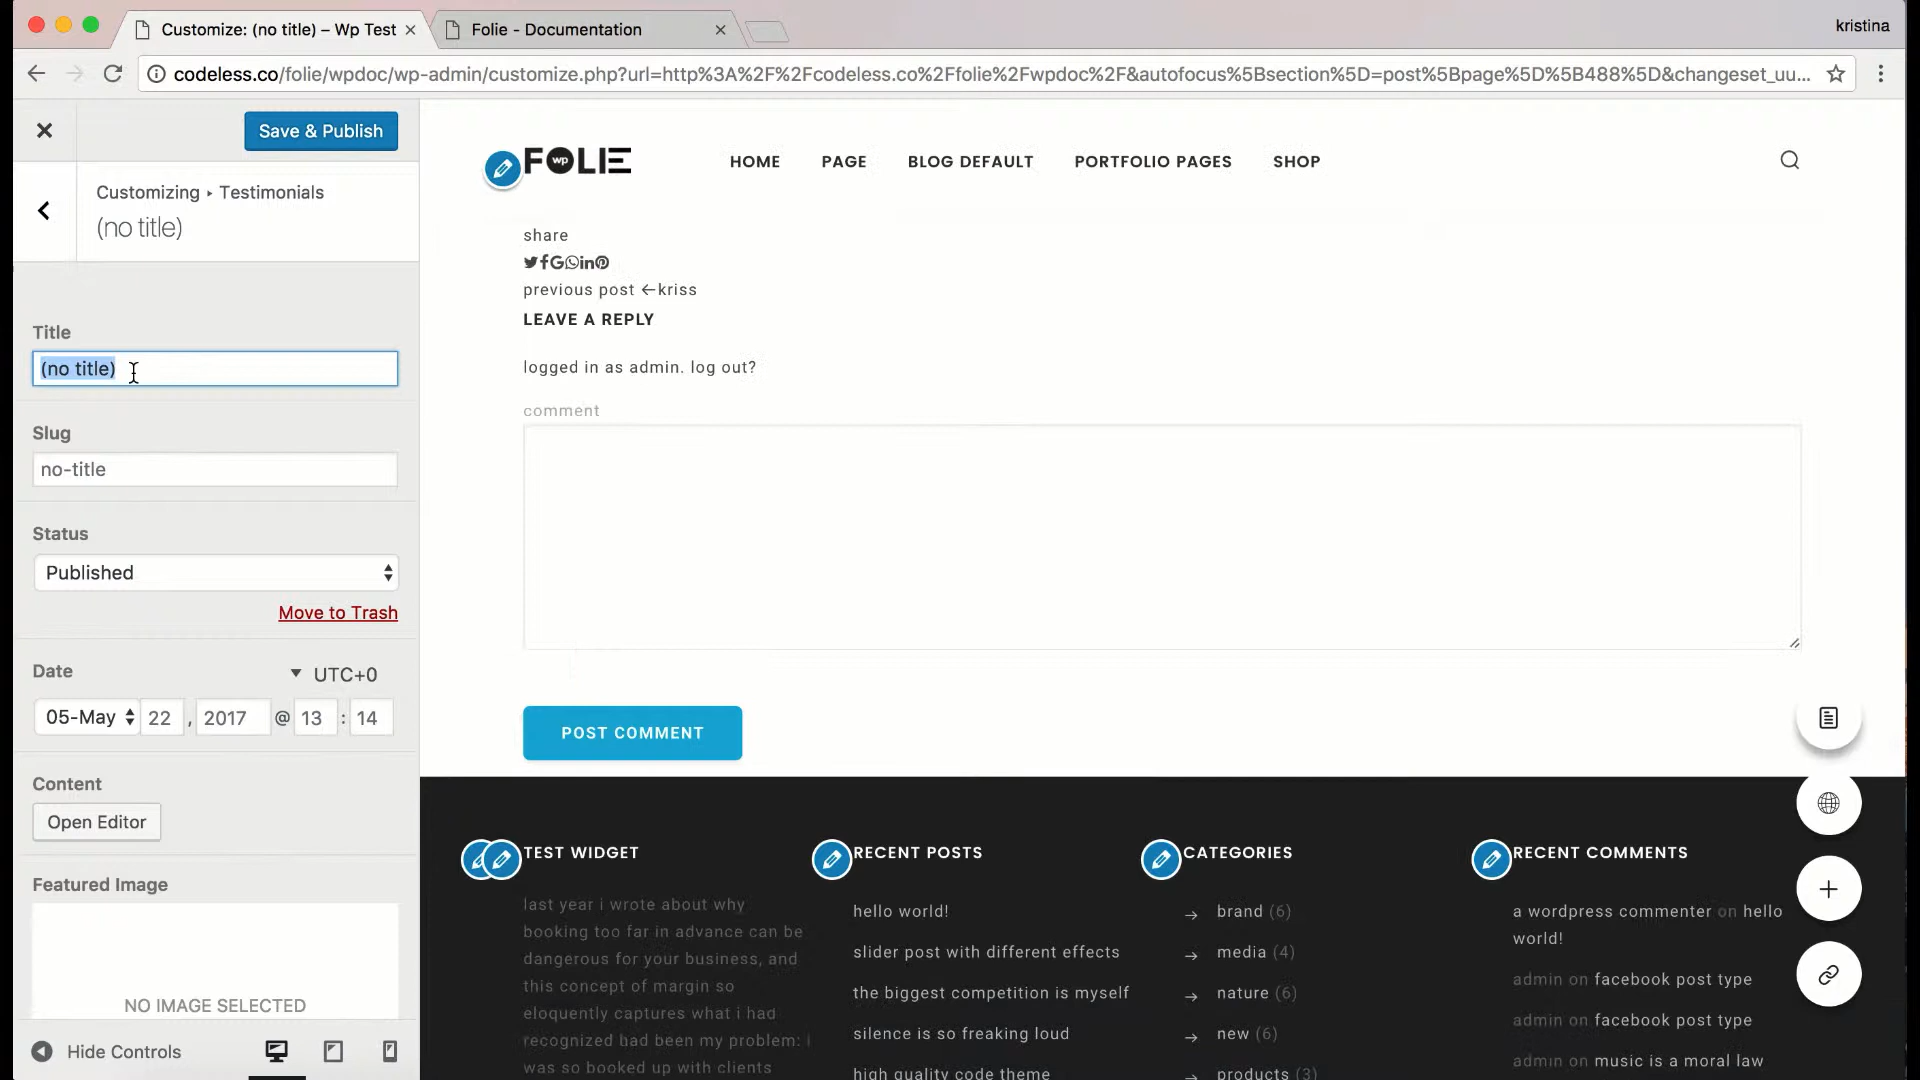 Customize: (no title) – Wp Test
Folie - Documentation
kristina
codeless.co/folie/wpdoc/wp-admin/customize.php?url=http%3A%2F%2Fcodeless.co%2Ffolie%2Fwpdoc%2F&autofocus%5Bsection%5D=post%5Bpage%5D%5B488%5D&changeset_uu...
Save & Publish
Customizing ▸ Testimonials
(no title)
Title
(no title)
Slug
no-title
Status
Published
Move to Trash
Date
UTC+0
05-May 22 , 2017 @ 13 : 14
Content
Open Editor
Featured Image
NO IMAGE SELECTED
Hide Controls
FOLIE
wp
HOME PAGE BLOG DEFAULT PORTFOLIO PAGES SHOP
share
previous post ←kriss
LEAVE A REPLY
logged in as admin. log out?
comment
POST COMMENT
TEST WIDGET
last year i wrote about why
booking too far in advance can be
dangerous for your business, and
this concept of margin so
eloquently captures what i had
recognized had been my problem: i
was so booked up with clients
RECENT POSTS
hello world!
slider post with different effects
the biggest competition is myself
silence is so freaking loud
high quality code theme
CATEGORIES
→ brand (6)
→ media (4)
→ nature (6)
→ new (6)
→ products (3)
RECENT COMMENTS
a wordpress commenter on hello
world!
admin on facebook post type
admin on facebook post type
admin on music is a moral law